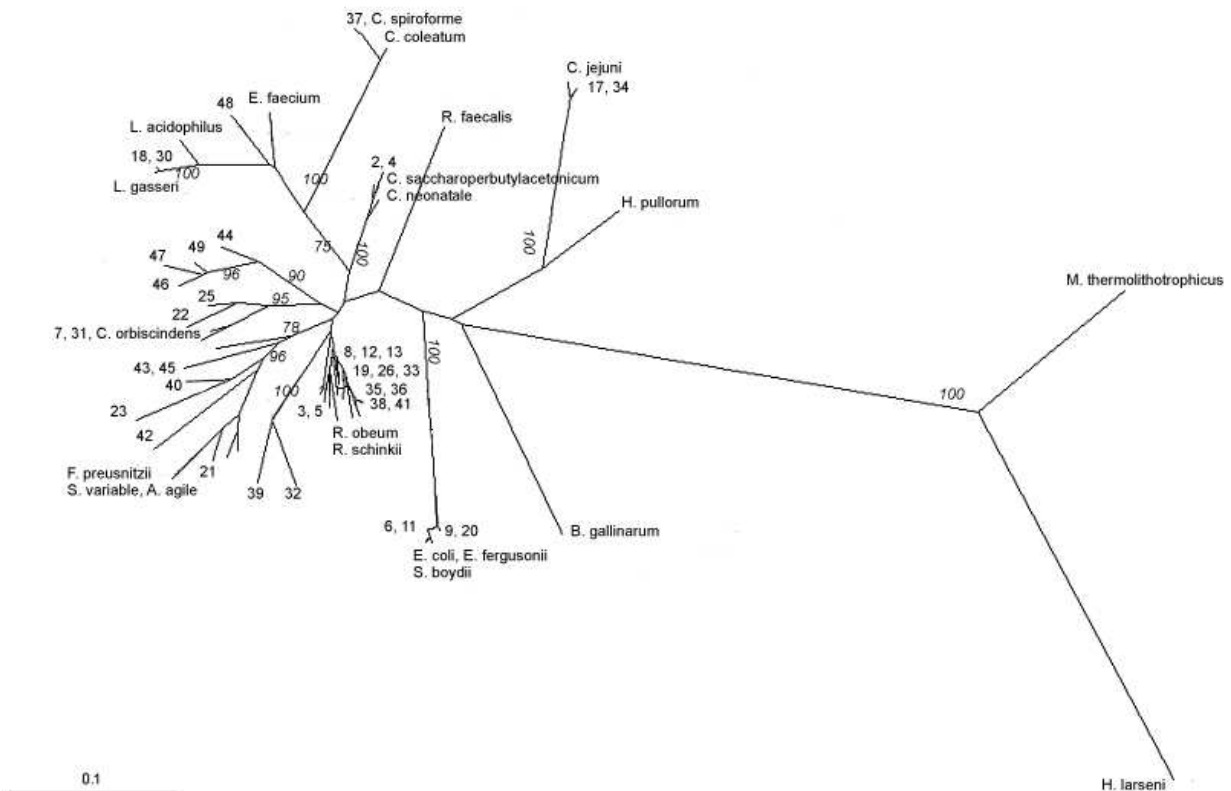 37, C. spiroforme
C. coleatum
C. jejuni
17, 34
E. faecium
48
R. faecalis
L. acidophilus
18, 30
100
L. gasseri
100
2, 4
C. saccharoperbutylacetonicum
C. neonatale
H. pullorum
44
75
100
100
49
47
96
90
46
M. thermolithotrophicus
25
95
22
7, 31, C. orbiscindens
78
8, 12, 13
100
43, 45
96
19, 26, 33
40
100
35, 36
100
23
3, 5
38, 41
42
R. obeum
R. schinkii
F. preusnitzii
21
S. variable, A. agile
39
32
6, 11
9, 20
B. gallinarum
E. coli, E. fergusonii
S. boydii
0.1
H. larseni